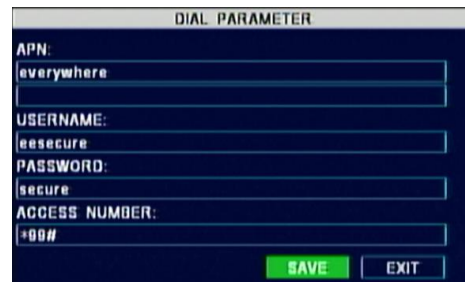 DIAL PARAMETER
APN:
everywhere
USERNAME:
eesecure
PASSWORD:
secure
ACCESS NUMBER:
*99#
SAVE EXIT